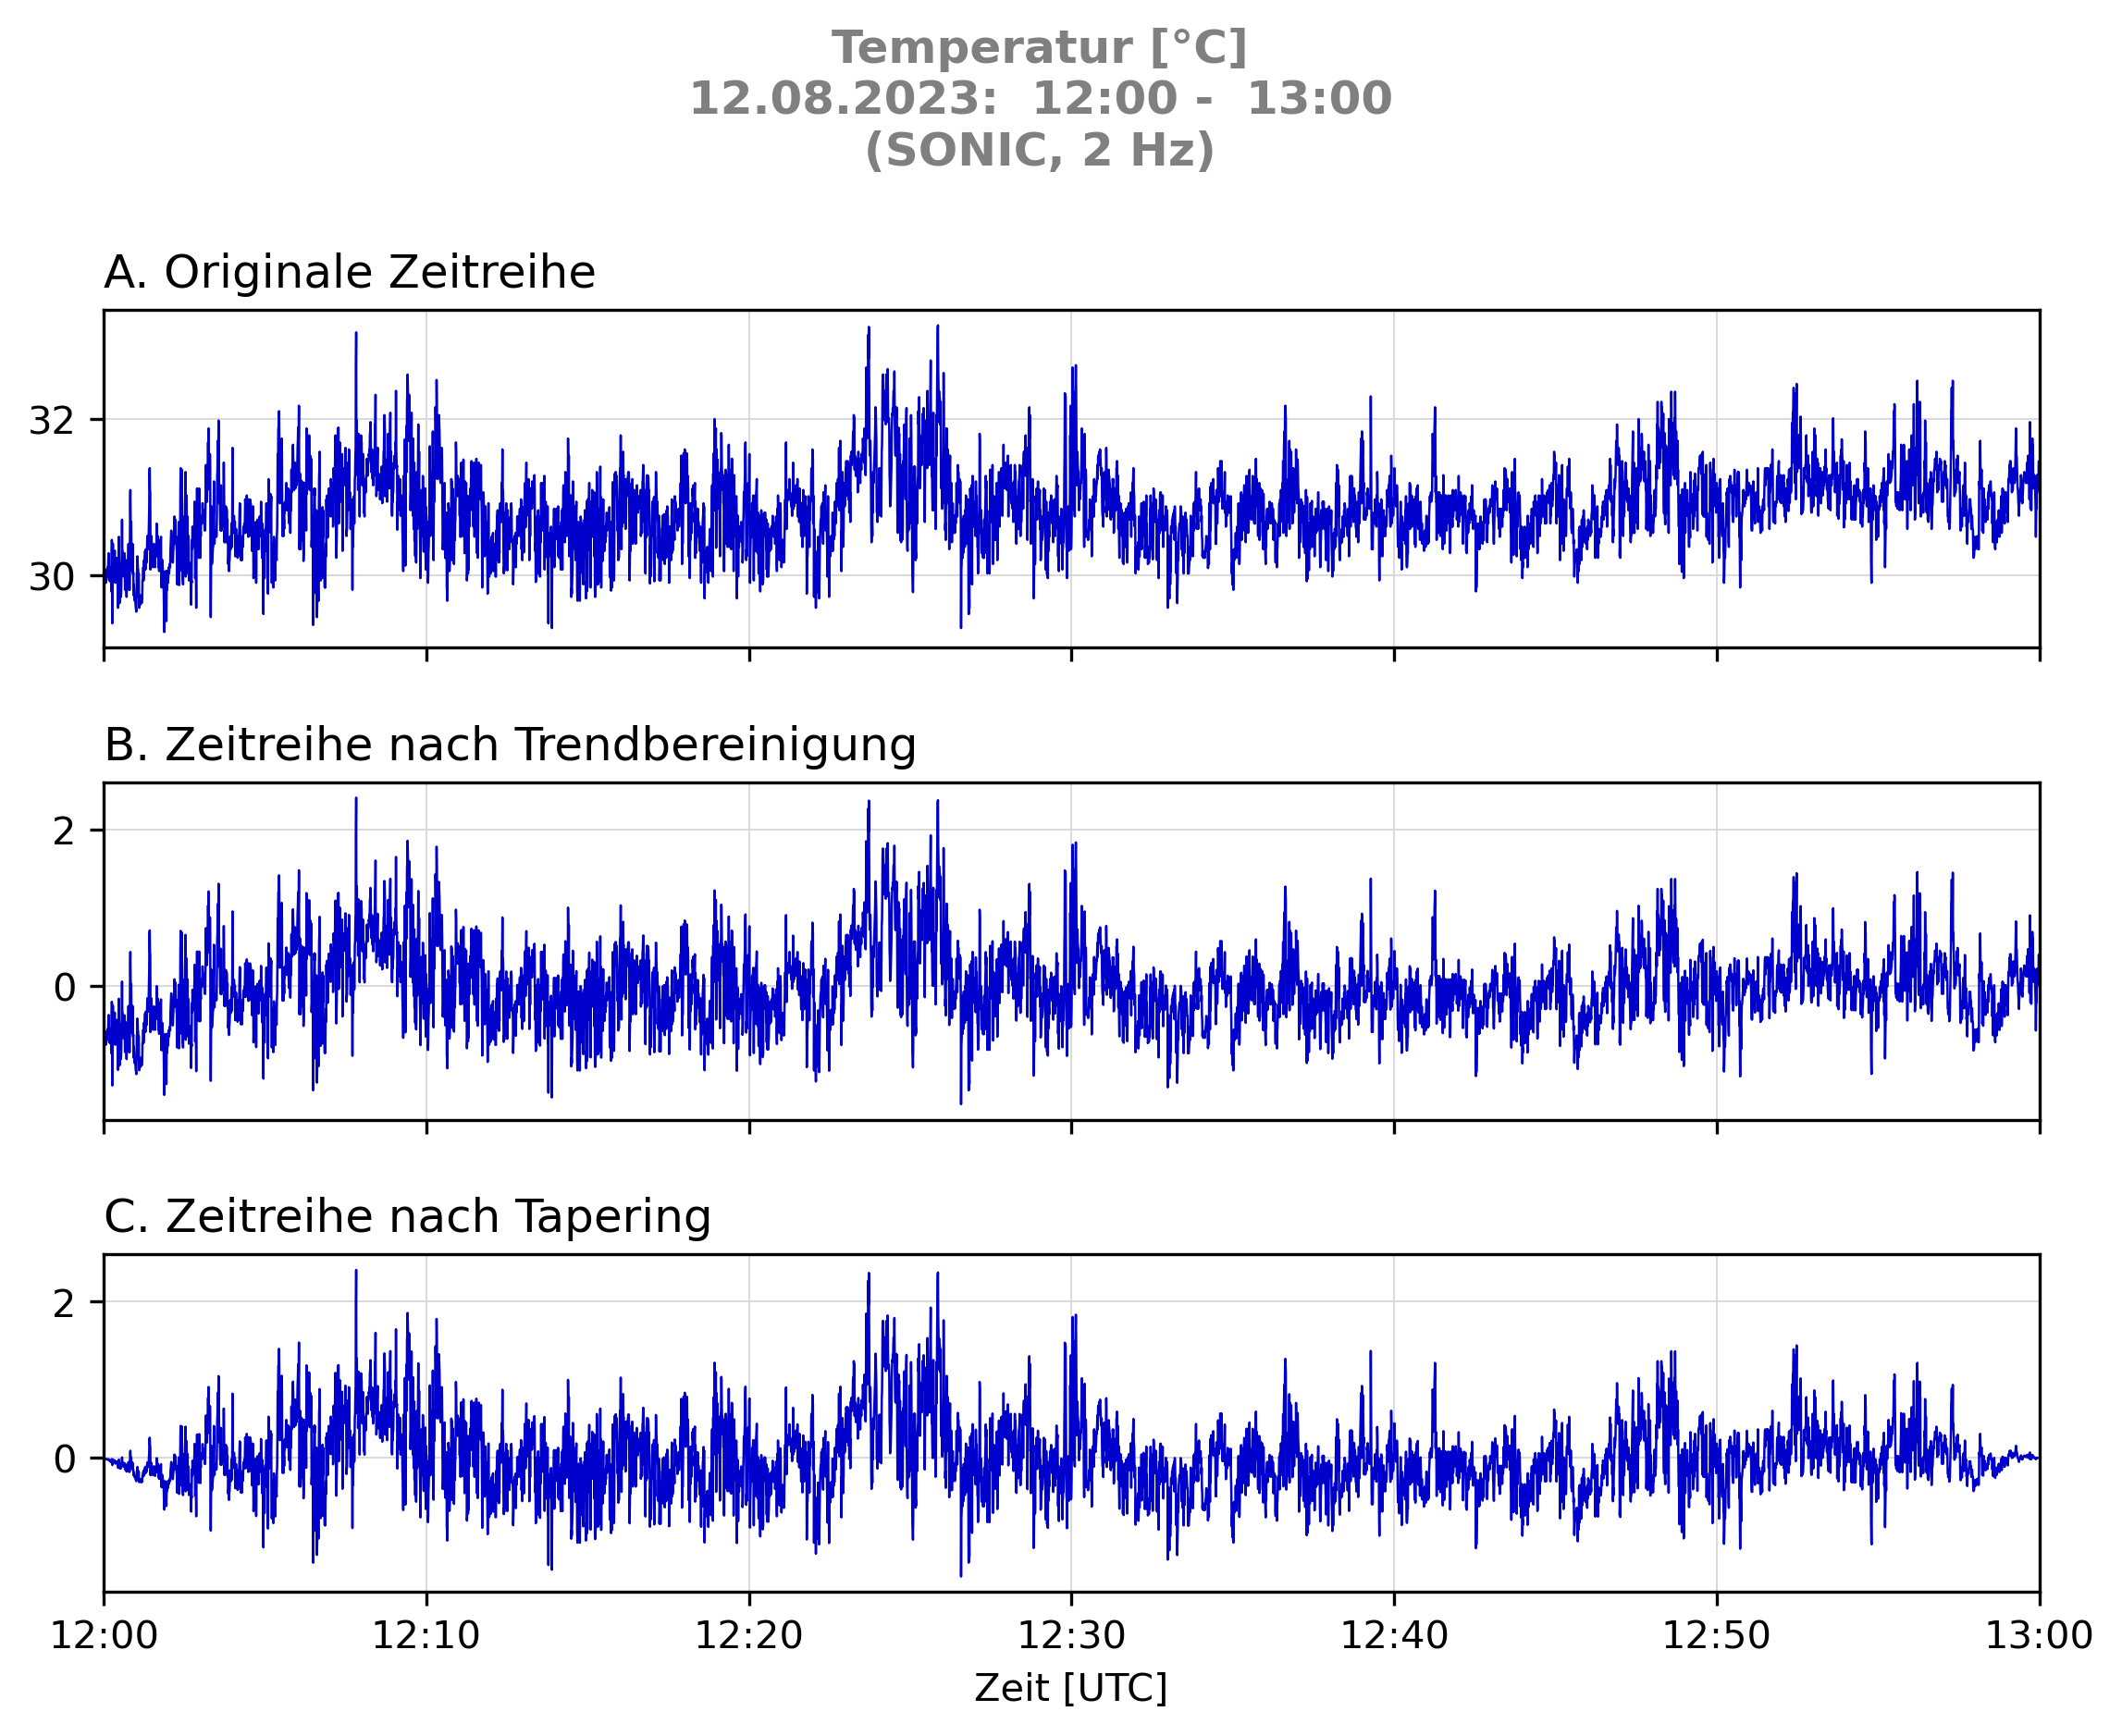 Temperatur [°C]
12.08.2023:  12:00 -  13:00
(SONIC, 2 Hz)
A. Originale Zeitreihe
32
30
B. Zeitreihe nach Trendbereinigung
2
0
C. Zeitreihe nach Tapering
2
0
12:00 12:10 12:20 12:30 12:40 12:50 13:00
Zeit [UTC]